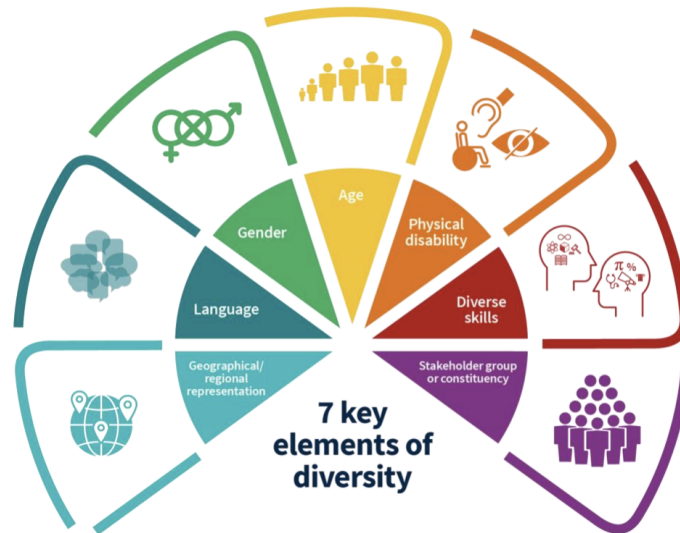 Geographical/
regional
representation
Language
Gender
Age
Physical
disability
Diverse
skills
Stakeholder group
or constituency
π %
7 key
elements of
diversity